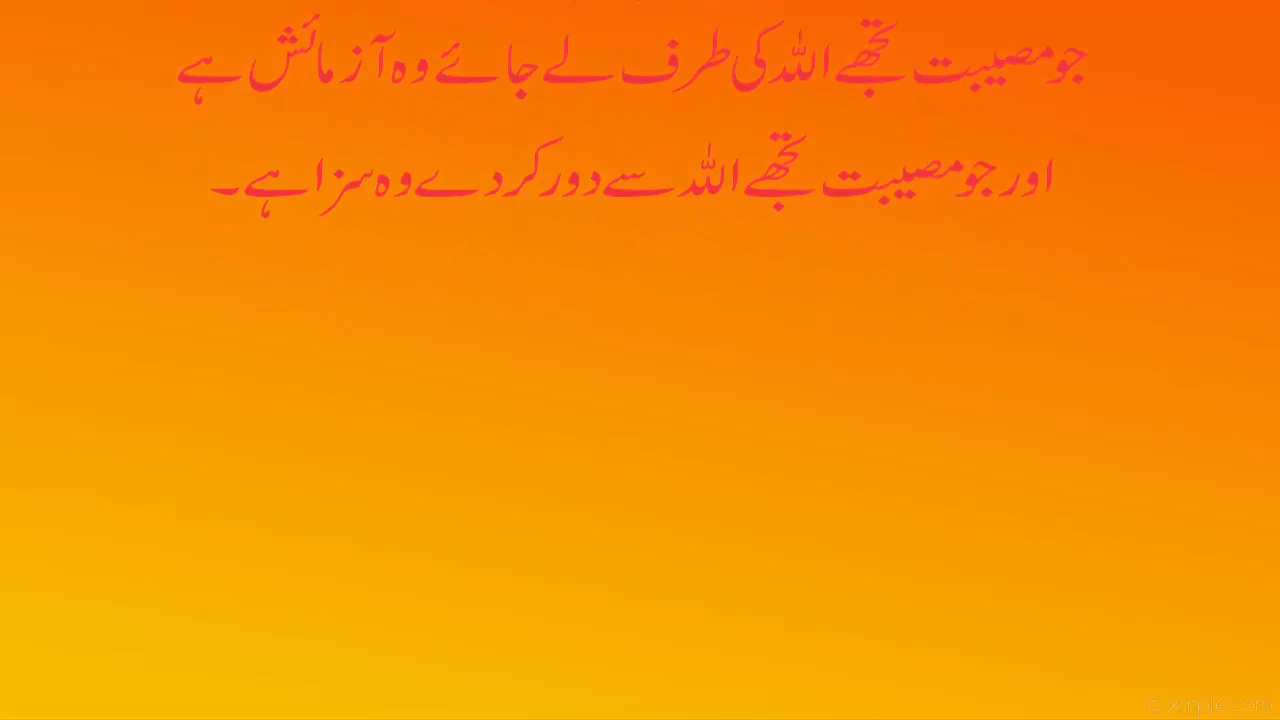 جو مصیبت تجھے اللہ کی طرف لے جائے وہ آزمائش ہے
اور جو مصیبت تجھے اللہ سے دور کر دے وہ سزا ہے۔